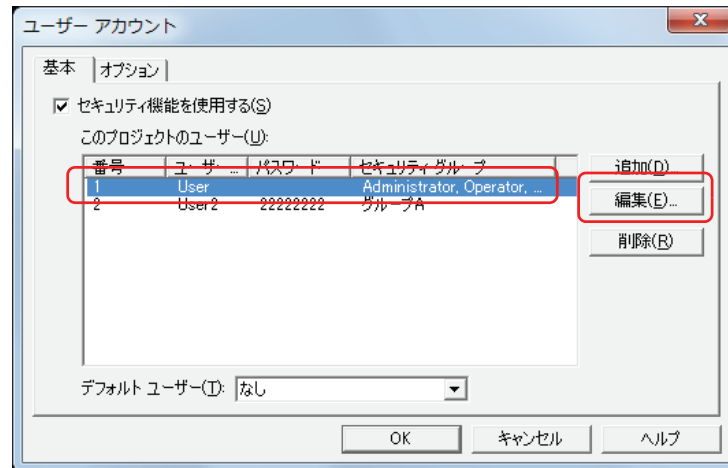 ユーザー アカウント
基本 オプション
セキュリティ機能を使用する(S)
このプロジェクトのユーザー(U):
番号 ユーザー... パスワード セキュリティグループ
1 User Administrator, Operator, ...
2 User2 22222222 グループA
追加(D)...
編集(E)...
削除(R)
デフォルト ユーザー(T): なし
OK キャンセル ヘルプ